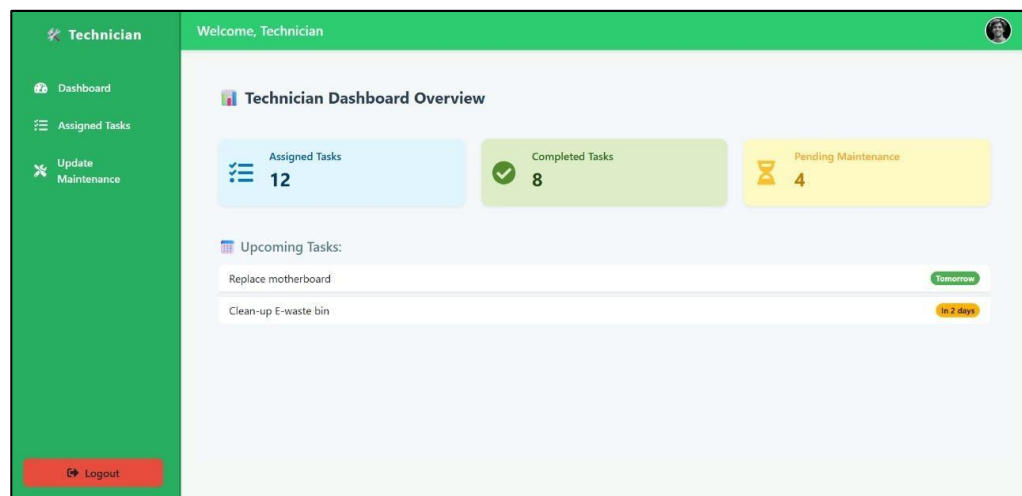 Technician
Welcome, Technician
Dashboard
Assigned Tasks
Update
Maintenance
Logout
Technician Dashboard Overview
Assigned Tasks
12
Completed Tasks
8
Pending Maintenance
4
Upcoming Tasks:
Replace motherboard
Tomorrow
Clean-up E-waste bin
In 2 days